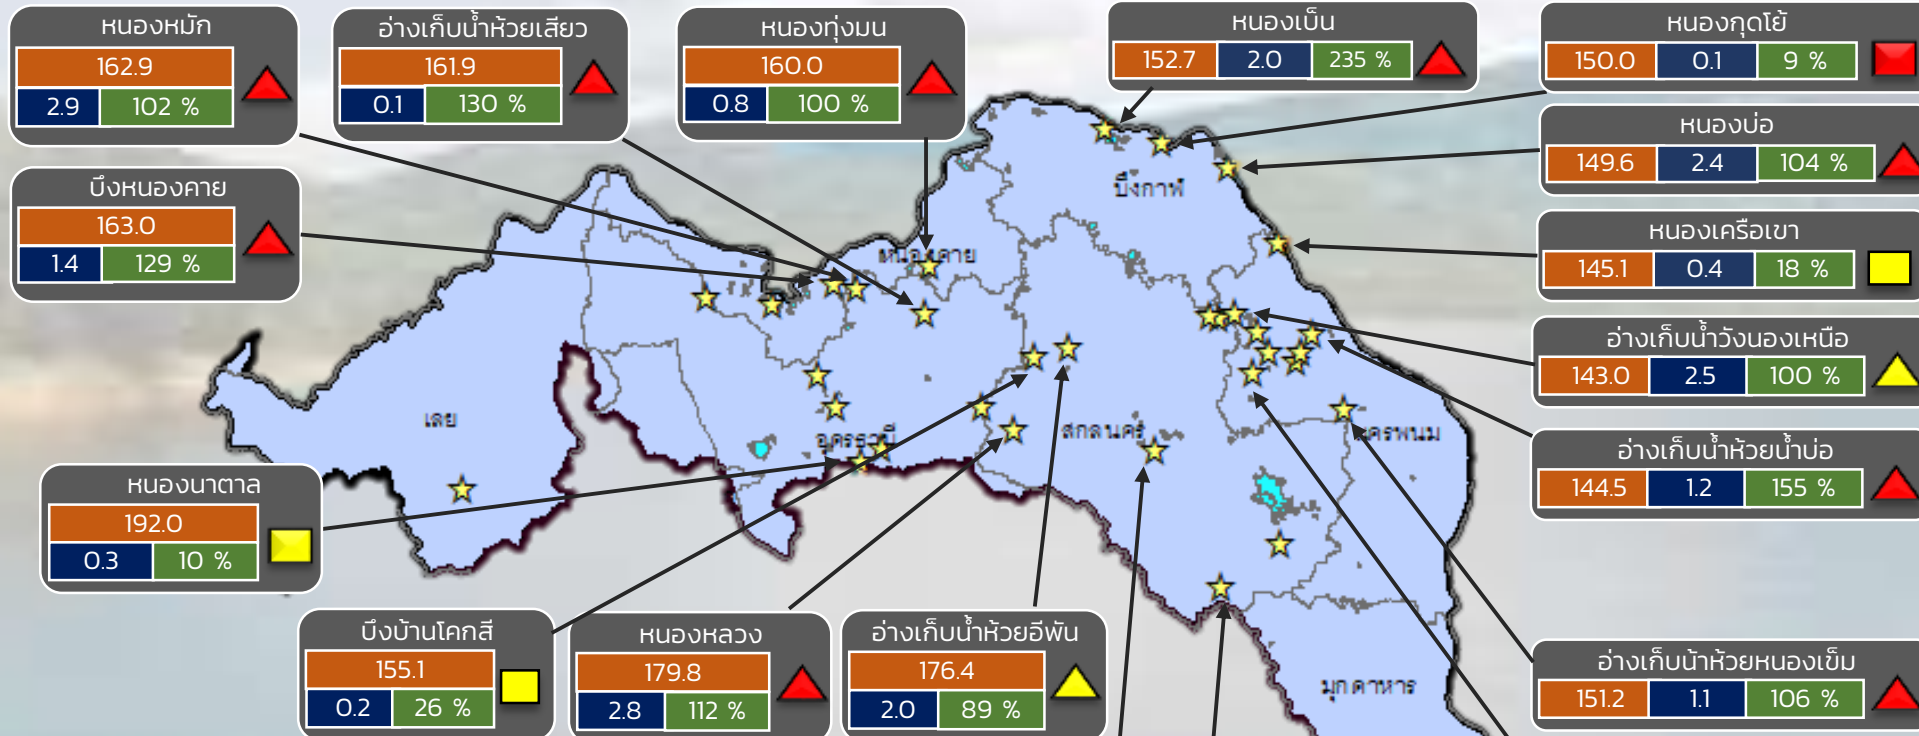 หนองหมัก
162.9
2.9 102 %
อ่างเก็บน้ำห้วยเสียว
161.9
0.1 130 %
หนองทุ่งมน
160.0
0.8 100 %
หนองเบ็น
152.7 2.0 235 %
หนองกุดโย้
150.0 0.1 9 %
หนองบ่อ
149.6 2.4 104 %
บึงหนองคาย
163.0
1.4 129 %
หนองเครือเขา
145.1 0.4 18 %
อ่างเก็บน้ำวังนองเหนือ
143.0 2.5 100 %
อ่างเก็บน้ำห้วยน้ำบ่อ
144.5 1.2 155 %
บึงกาฬ
หนองคาย
เลย
อุดรธานี
สกลนคร
นครพนม
มุกดาหาร
หนองนาตาล
192.0
0.3 10 %
บึงบ้านโคกสี
155.1
0.2 26 %
หนองหลวง
179.8
2.8 112 %
อ่างเก็บน้ำห้วยอีพัน
176.4
2.0 89 %
อ่างเก็บน้ำห้วยหนองเข็ม
151.2 1.1 106 %